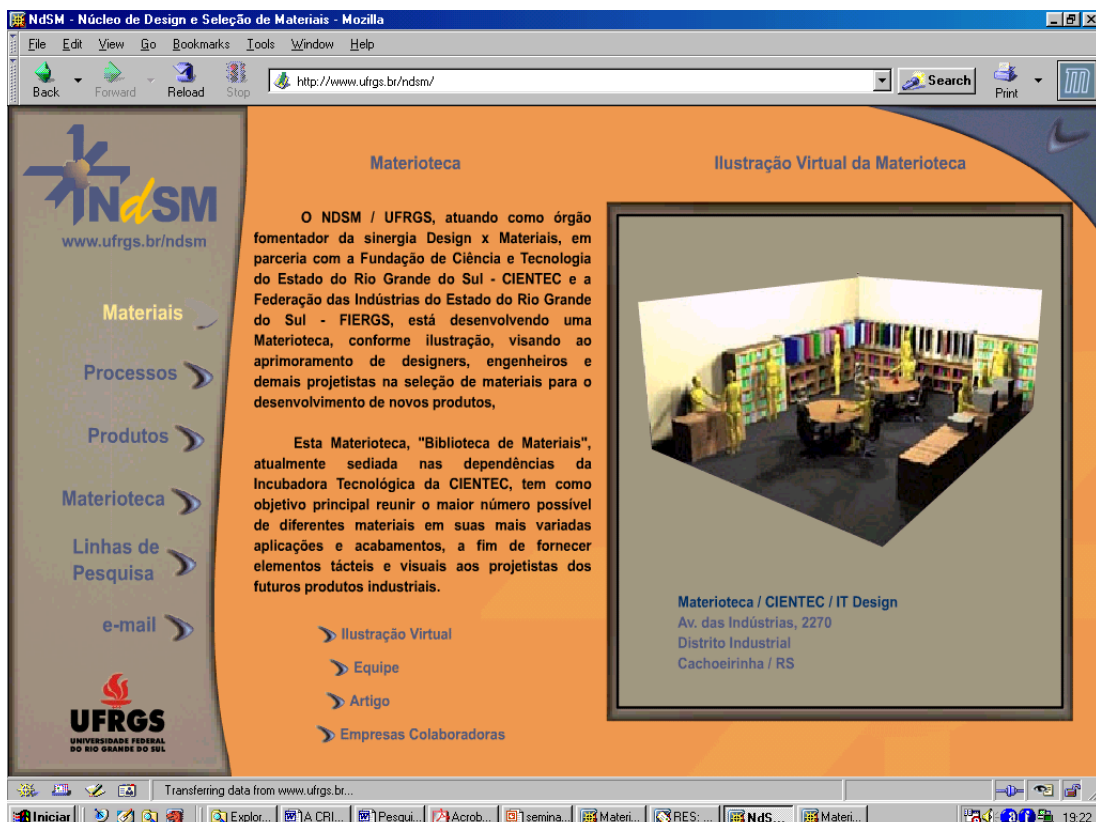 NdSM - Núcleo de Design e Seleção de Materiais - Mozilla
File Edit View Go Bookmarks Tools Window Help
Back Forward Reload Stop http://www.ufrgs.br/ndsm/ Search Print
NdSM
www.ufrgs.br/ndsm
Materiais
Processos
Produtos
Materioteca
Linhas de
Pesquisa
e-mail
UFRGS
UNIVERSIDADE FEDERAL
DO RIO GRANDE DO SUL
Materioteca
O NDSM / UFRGS, atuando como órgão
fomentador da sinergia Design x Materiais, em
parceria com a Fundação de Ciência e Tecnologia
do Estado do Rio Grande do Sul - CIENTEC e a
Federação das Indústrias do Estado do Rio Grande
do Sul - FIERGS, está desenvolvendo uma
Materioteca, conforme ilustração, visando ao
aprimoramento de designers, engenheiros e
demais projetistas na seleção de materiais para o
desenvolvimento de novos produtos,
Esta Materioteca, "Biblioteca de Materiais",
atualmente sediada nas dependências da
Incubadora Tecnológica da CIENTEC, tem como
objetivo principal reunir o maior número possível
de diferentes materiais em suas mais variadas
aplicações e acabamentos, a fim de fornecer
elementos tácteis e visuais aos projetistas dos
futuros produtos industriais.
Ilustração Virtual
Equipe
Artigo
Empresas Colaboradoras
Ilustração Virtual da Materioteca
Materioteca / CIENTEC / IT Design
Av. das Indústrias, 2270
Distrito Industrial
Cachoeirinha / RS
Transferring data from www.ufrgs.br...
Iniciar Explor... A CRI... Pesqui... Acrob... semina... Materi... RES: ... NdS... Materi... 19:22